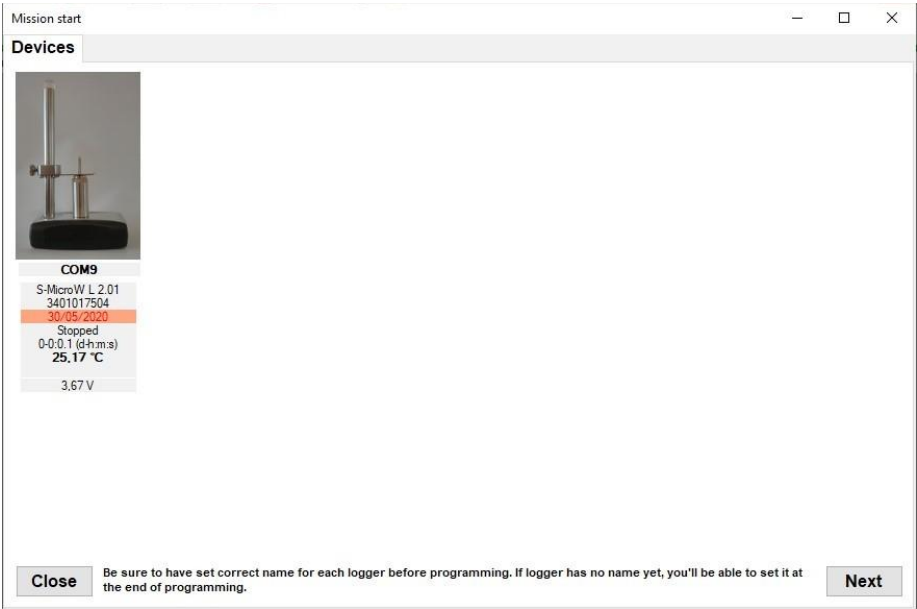 Mission start
Devices
COM9
S-MicroW L 2.01
3401017504
30/05/2020
Stopped
0-0:0.1 (d-h:m:s)
25,17 °C
3,67 V
Close
Be sure to have set correct name for each logger before programming. If logger has no name yet, you'll be able to set it at
the end of programming.
Next